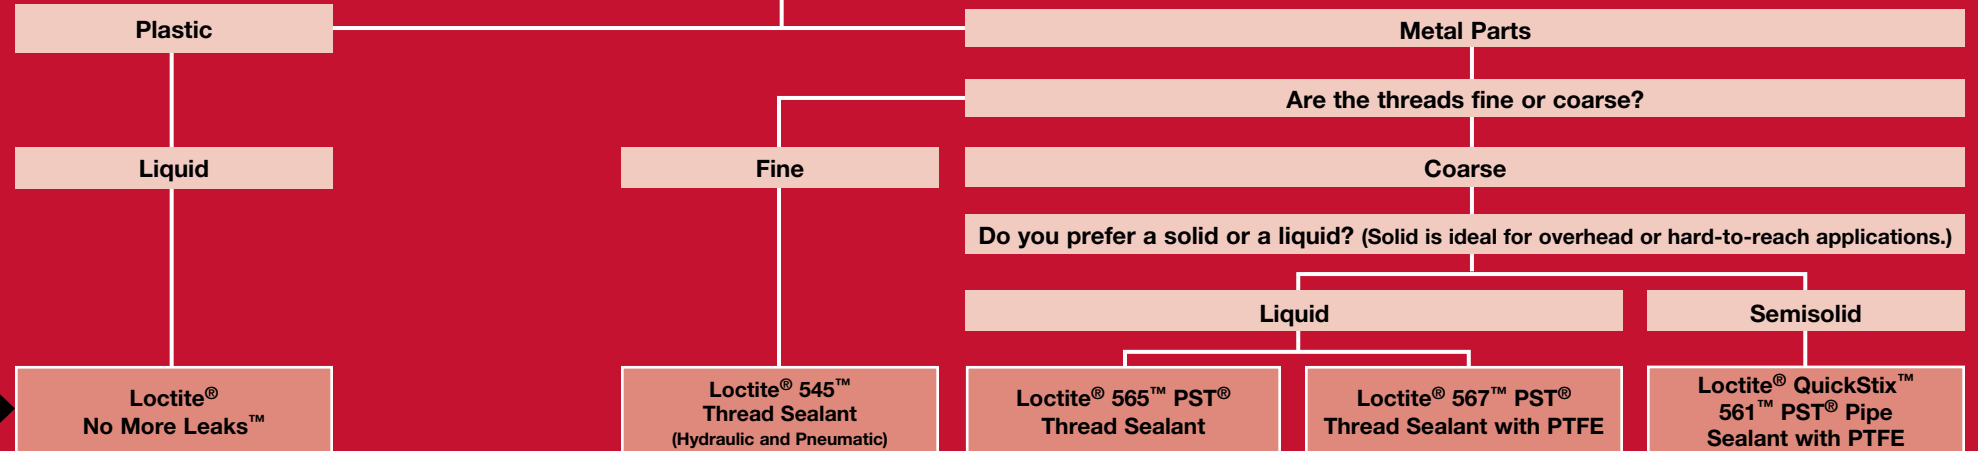 Plastic
Metal Parts
Are the threads fine or coarse?
Liquid
Fine
Coarse
Do you prefer a solid or a liquid? (Solid is ideal for overhead or hard-to-reach applications.)
Liquid
Semisolid
Loctite®
No More Leaks™
Loctite® 545™
Thread Sealant
(Hydraulic and Pneumatic)
Loctite® 565™ PST®
Thread Sealant
Loctite® 567™ PST®
Thread Sealant with PTFE
Loctite® QuickStix™
561™ PST® Pipe
Sealant with PTFE